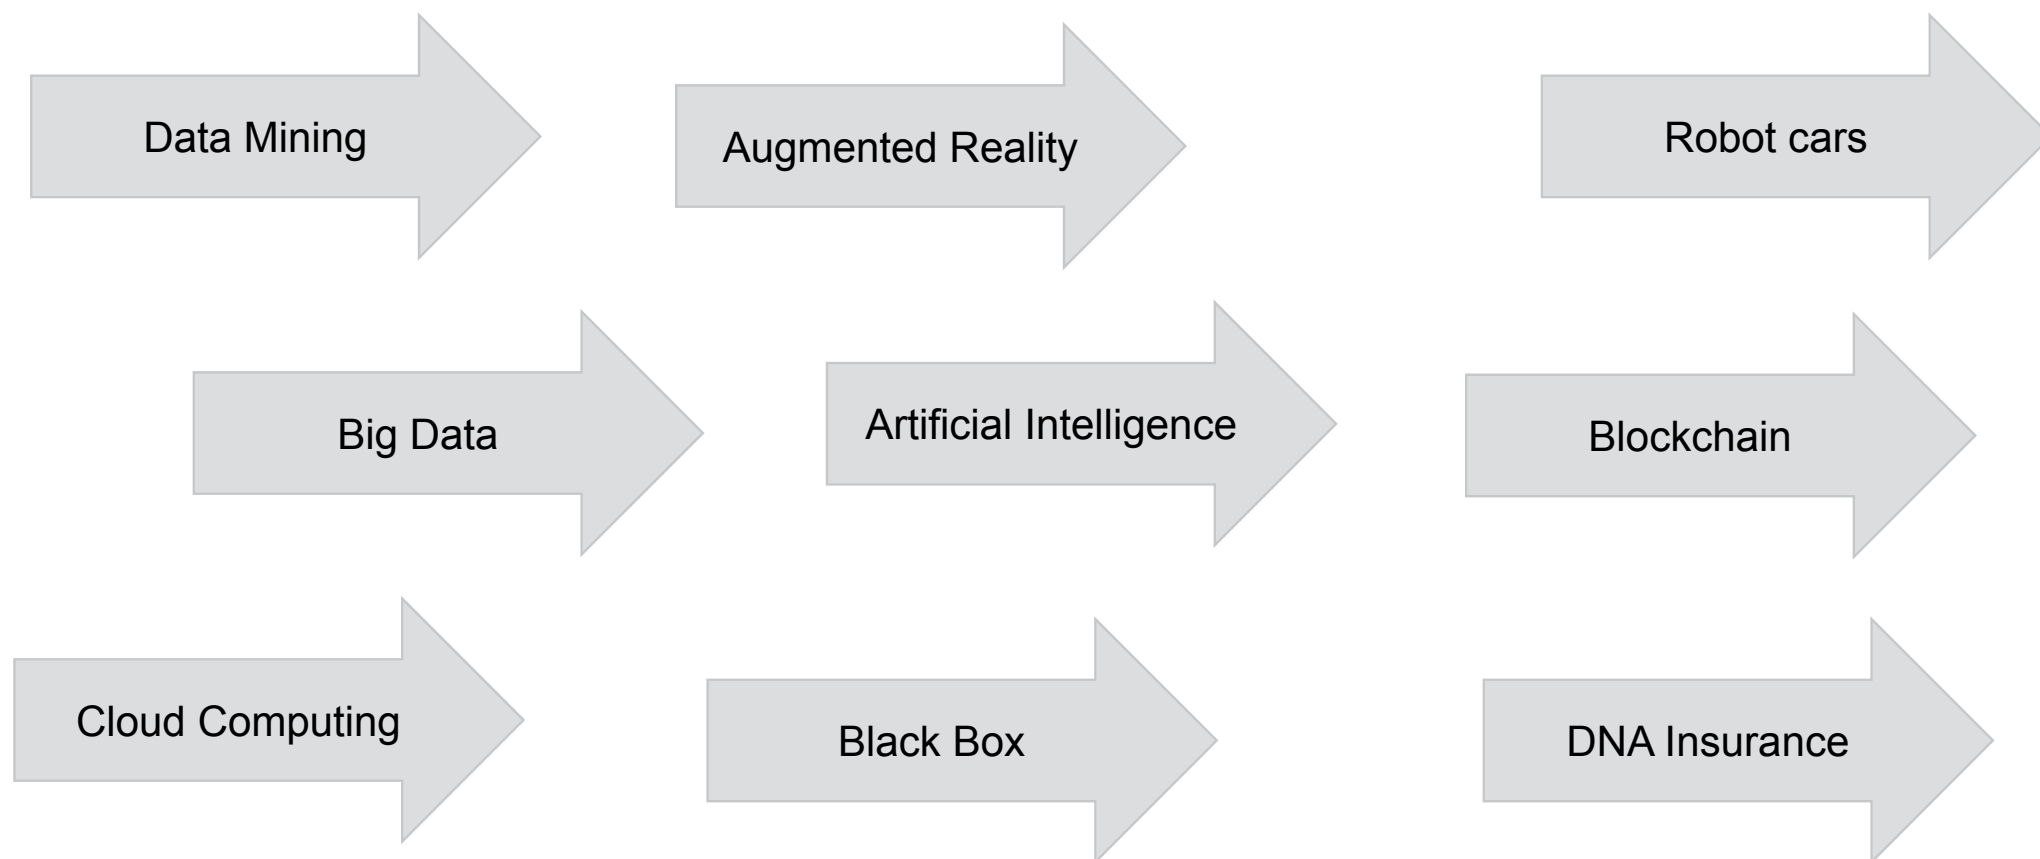 Data Mining
Augmented Reality
Robot cars
Big Data
Artificial Intelligence
Blockchain
Cloud Computing
Black Box
DNA Insurance